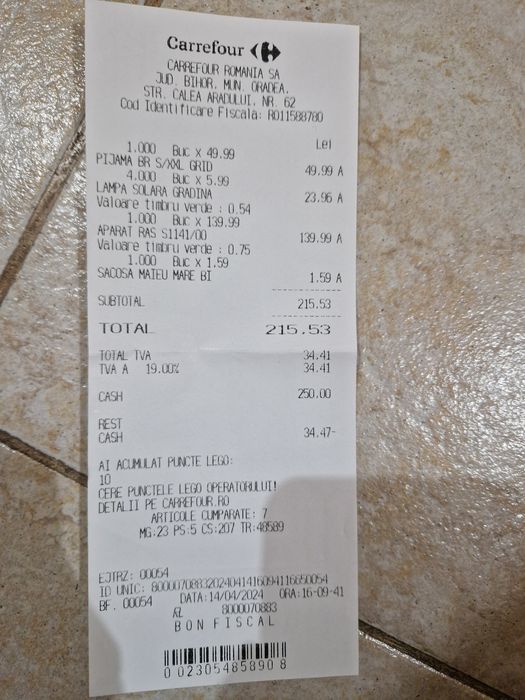 Carrefour
CARREFOUR ROMANIA SA
JUD. BIHOR, MUN. ORADEA,
STR. CALEA ARADULUI, NR. 62
Cod Identificare Fiscala: RO11588780
Lei
1.000 Buc x 49.99
PIJAMA BR S/XXL GRID 49.99 A
4.000 Buc x 5.99
LAMPA SOLARA GRADINA 23.96 A
Valoare timbru verde : 0.54
1.000 Buc x 139.99
APARAT RAS S1141/00 139.99 A
Valoare timbru verde : 0.75
1.000 Buc x 1.59
SACOSA MAIEU MARE BI 1.59 A
SUBTOTAL 215.53
TOTAL 215.53
TOTAL TVA 34.41
TVA A 19.00% 34.41
CASH 250.00
REST
CASH 34.47-
AI ACUMULAT PUNCTE LEGO:
10
CERE PUNCTELE LEGO OPERATORULUI!
DETALII PE CARREFOUR.RO
ARTICOLE CUMPARATE: 7
MG:23 PS:5 CS:207 TR:48589
EJTRZ: 00054
ID UNIC: 8000070883202404141609411665 0054
BF. 00054 DATA:14/04/2024 ORA:16-09-41
8000070883
BON FISCAL
0 02305485890 8